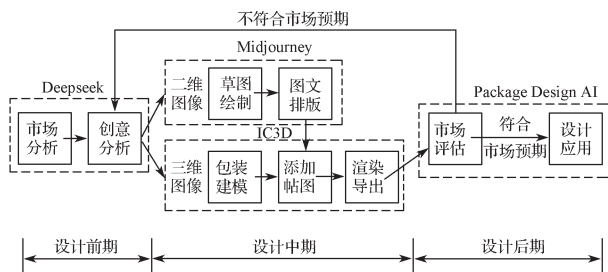 不符合市场预期
Midjourney
Deepseek
二维
图像
草图
绘制
图文
排版
Package Design AI
IC3D
市场
分析
创意
分析
三维
图像
包装
建模
添加
帖图
渲染
导出
市场
评估
符合
市场预期
设计
应用
设计前期
设计中期
设计后期